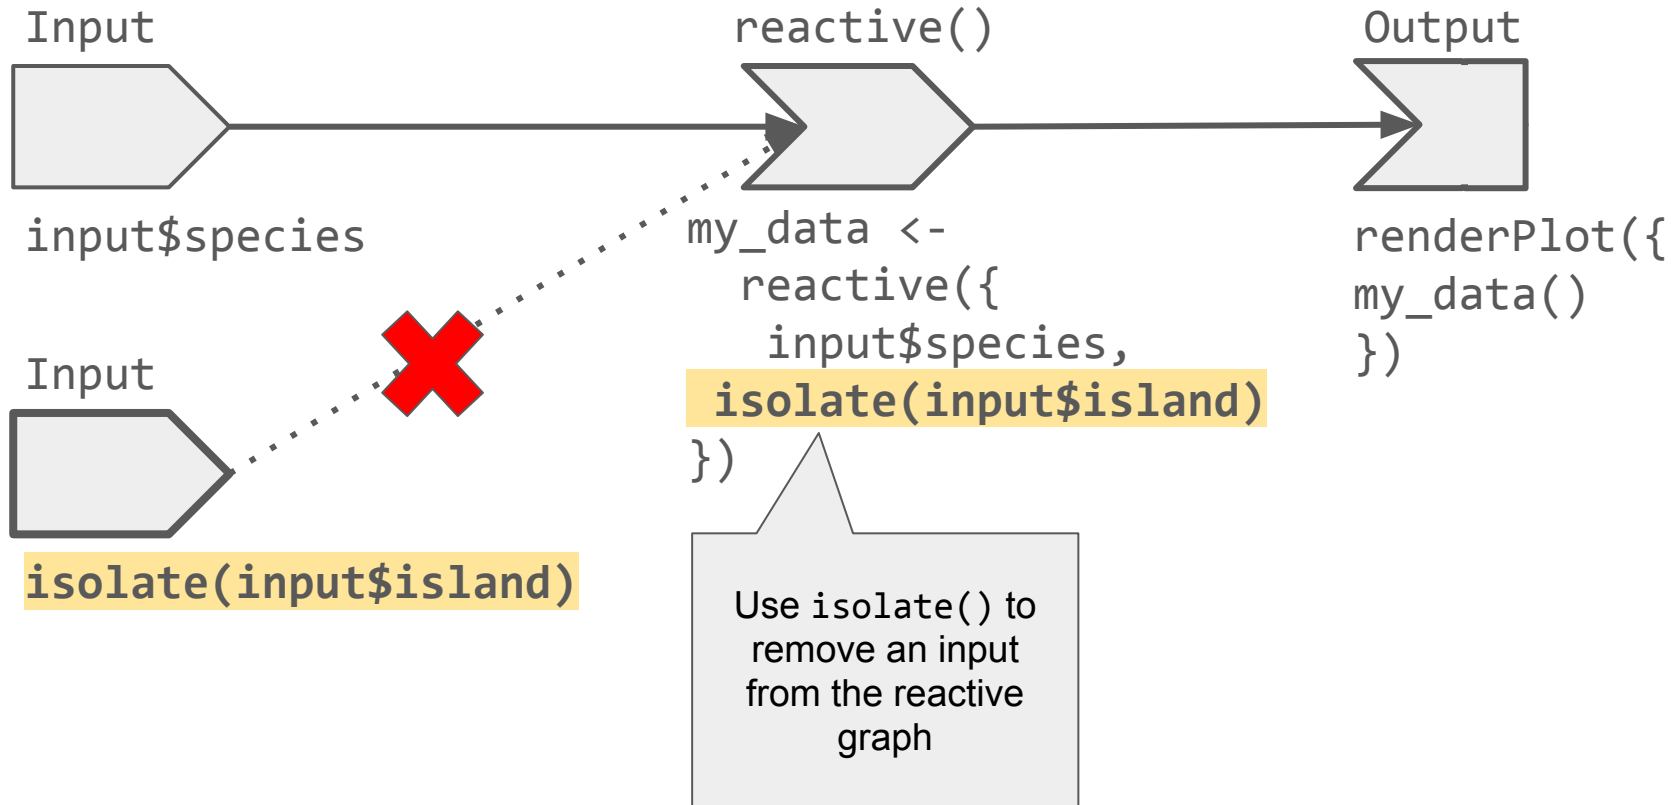 Input
input$species
Input
isolate(input$island)
reactive()
my_data <-
reactive({
input$species,
isolate(input$island)
})
Use isolate() to
remove an input
from the reactive
graph
Output
renderPlot({
my_data()
})